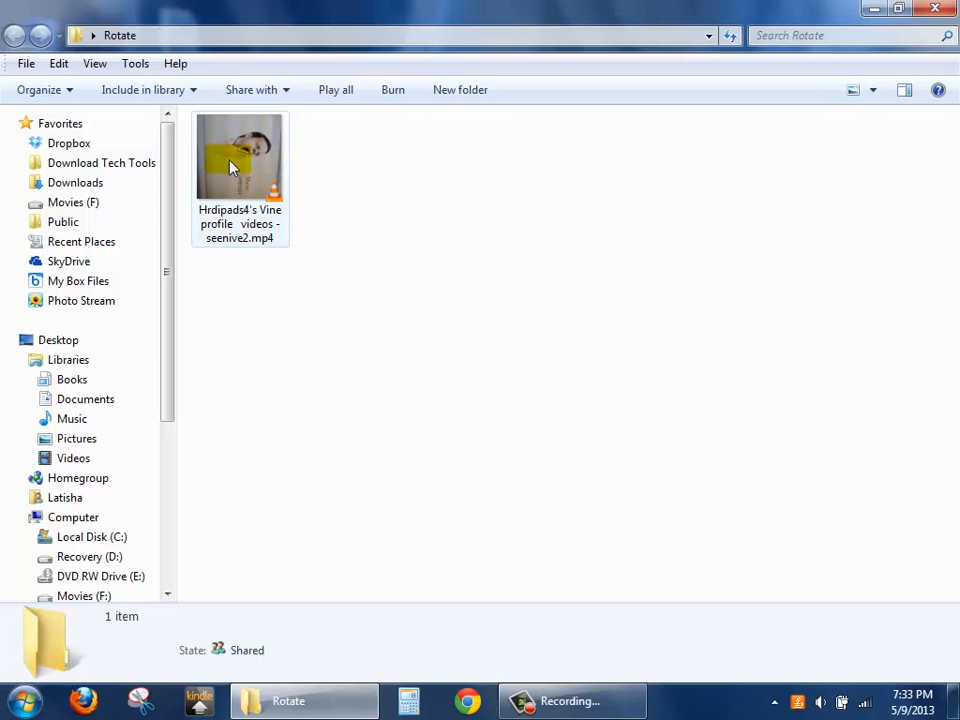 Rotate
Search Rotate
File Edit View Tools Help
Organize Include in library Share with Play all Burn New folder
Favorites
Dropbox
Download Tech Tools
Downloads
Movies (F)
Public
Recent Places
SkyDrive
My Box Files
Photo Stream
Desktop
Libraries
Books
Documents
Music
Pictures
Videos
Homegroup
Latisha
Computer
Local Disk (C:)
Recovery (D:)
DVD RW Drive (E:)
Movies (F:)
Hrdipads4's Vine
profile videos -
seenive2.mp4
1 item
State: Shared
kindle
Rotate
Recording...
7:33 PM
5/9/2013